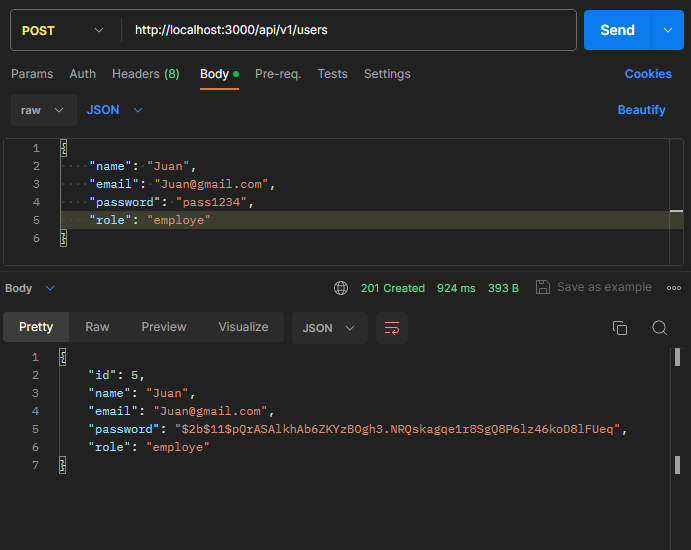 POST http://localhost:3000/api/v1/users Send
Params Auth Headers (8) Body Pre-req. Tests Settings Cookies
raw JSON Beautify
1 {
2 "name": "Juan",
3 "email": "Juan@gmail.com",
4 "password": "pass1234",
5 "role": "employe"
6 }
Body 201 Created 924 ms 393 B Save as example
Pretty Raw Preview Visualize JSON
1 {
2 "id": 5,
3 "name": "Juan",
4 "email": "Juan@gmail.com",
5 "password": "$2b$11$pQrASAlkhAb6ZKYzBOgh3.NRQskagqe1r8SgQ8P6lz46koD8lFUeq",
6 "role": "employe"
7 }